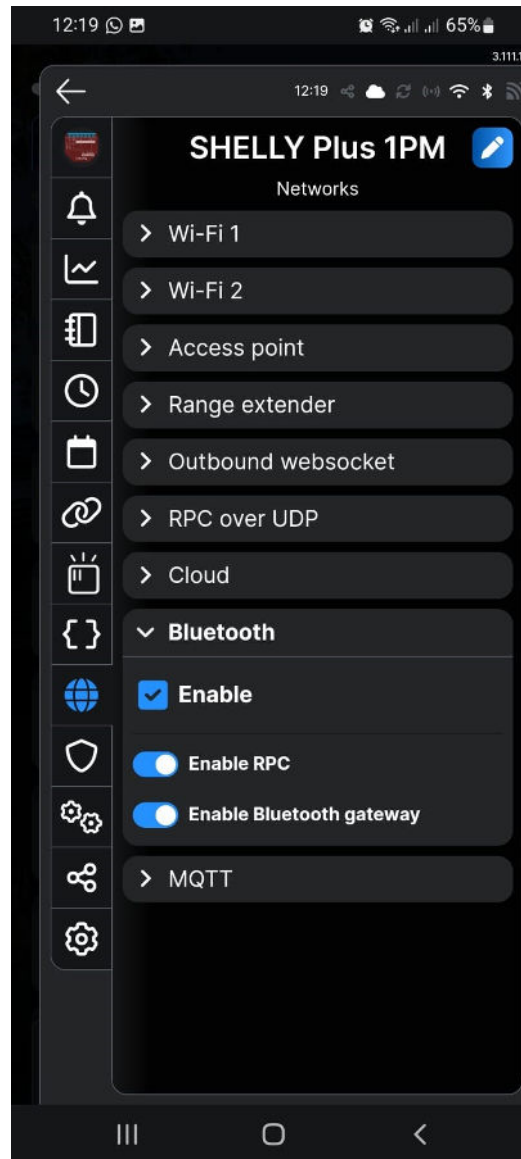 12:19 65%
3.111.1
12:19
SHELLY Plus 1PM
Networks
Wi-Fi 1
Wi-Fi 2
Access point
Range extender
Outbound websocket
RPC over UDP
Cloud
Bluetooth
Enable
Enable RPC
Enable Bluetooth gateway
MQTT